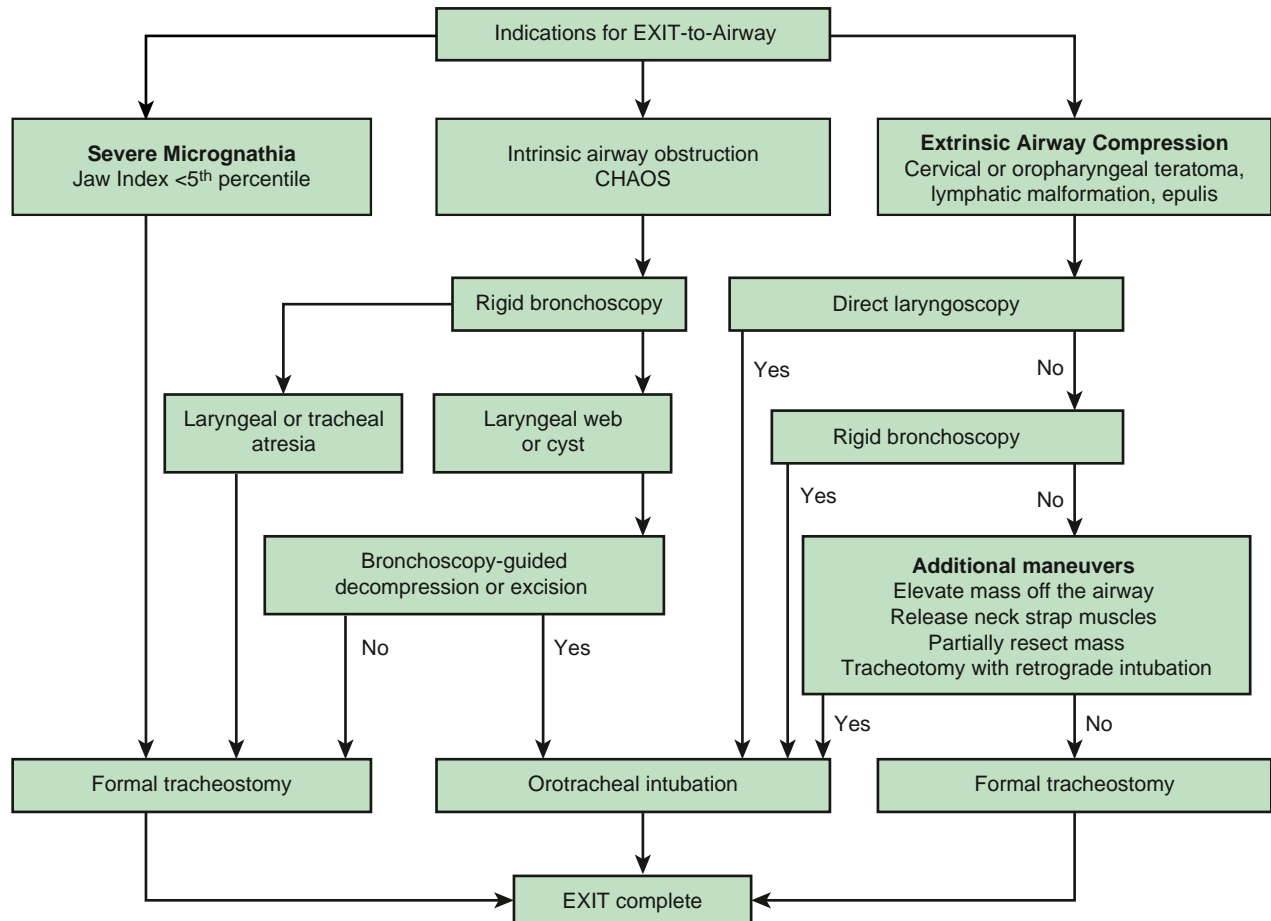 Indications for EXIT-to-Airway
Severe Micrognathia
Jaw Index <5th percentile
Intrinsic airway obstruction
CHAOS
Extrinsic Airway Compression
Cervical or oropharyngeal teratoma,
lymphatic malformation, epulis
Rigid bronchoscopy
Direct laryngoscopy
Yes
No
Laryngeal or tracheal
atresia
Laryngeal web
or cyst
Rigid bronchoscopy
Yes
No
Bronchoscopy-guided
decompression or excision
No
Yes
Additional maneuvers
Elevate mass off the airway
Release neck strap muscles
Partially resect mass
Tracheotomy with retrograde intubation
Yes
No
Formal tracheostomy
Orotracheal intubation
Formal tracheostomy
EXIT complete